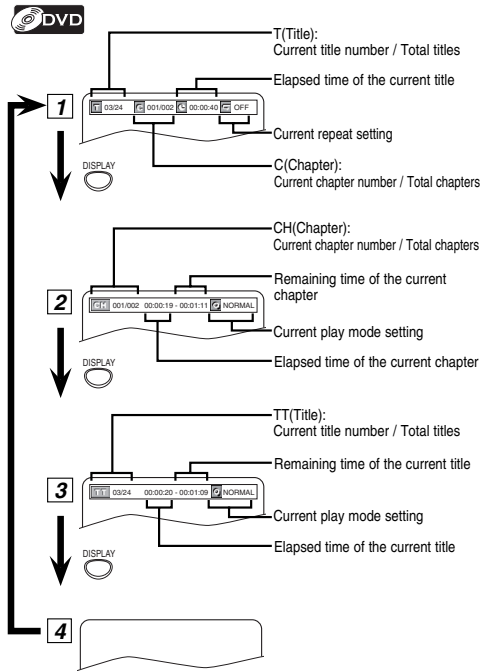 DVD
T(Title):
Current title number / Total titles
Elapsed time of the current title
1
T 03/24 C 001/002 00:00:40 OFF
Current repeat setting
DISPLAY
C(Chapter):
Current chapter number / Total chapters
CH(Chapter):
Current chapter number / Total chapters
Remaining time of the current
chapter
2
CH 001/002 00:00:19 - 00:01:11 NORMAL
Current play mode setting
DISPLAY
Elapsed time of the current chapter
TT(Title):
Current title number / Total titles
Remaining time of the current title
3
TT 03/24 00:00:20 - 00:01:09 NORMAL
Current play mode setting
DISPLAY
Elapsed time of the current title
4